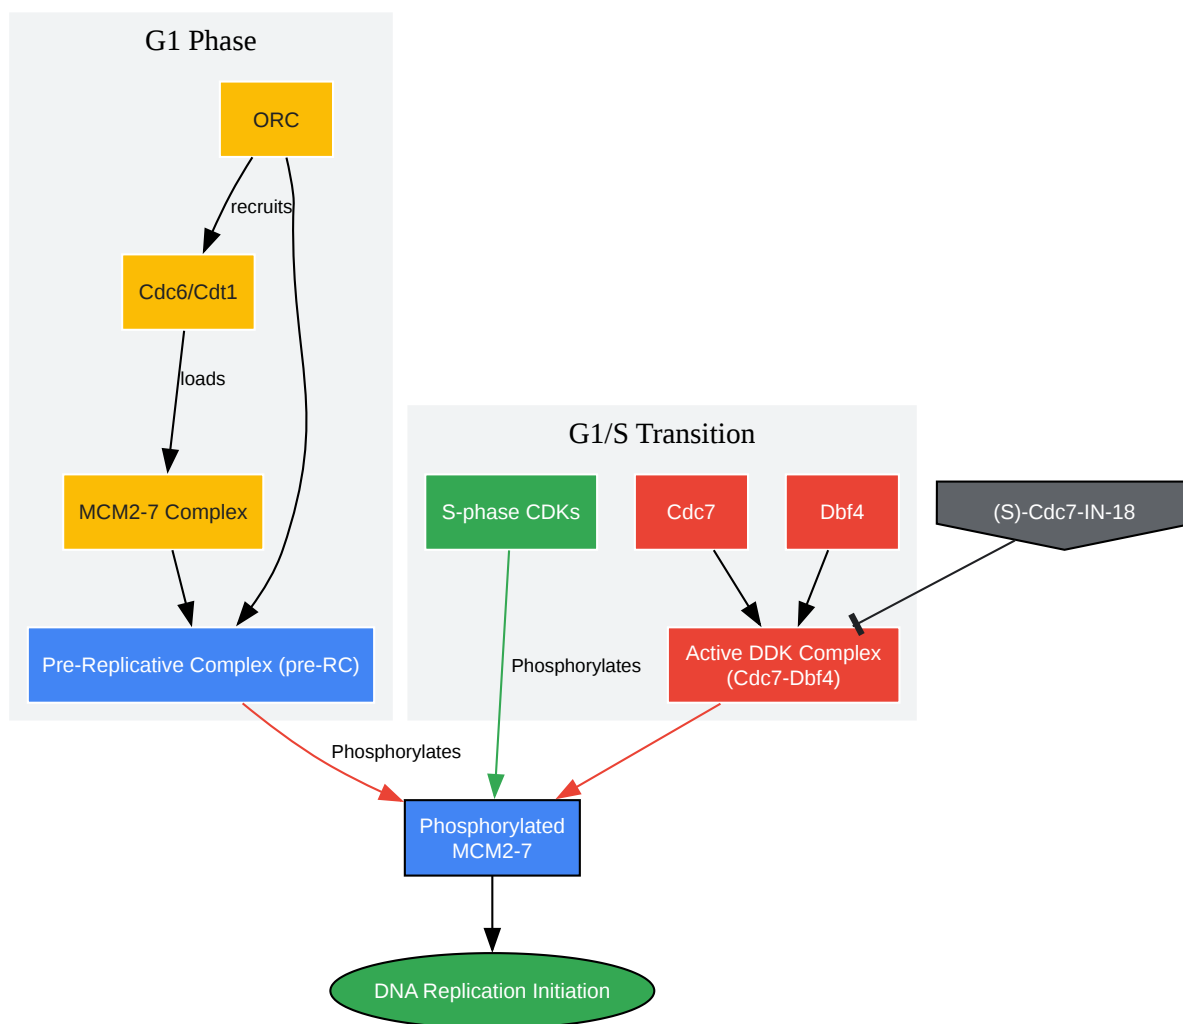 G1 Phase
ORC
recruits
Cdc6/Cdt1
loads
G1/S Transition
MCM2-7 Complex
S-phase CDKs
Cdc7
Dbf4
(S)-Cdc7-IN-18
Pre-Replicative Complex (pre-RC)
Phosphorylates
Active DDK Complex
(Cdc7-Dbf4)
Phosphorylates
Phosphorylated
MCM2-7
DNA Replication Initiation